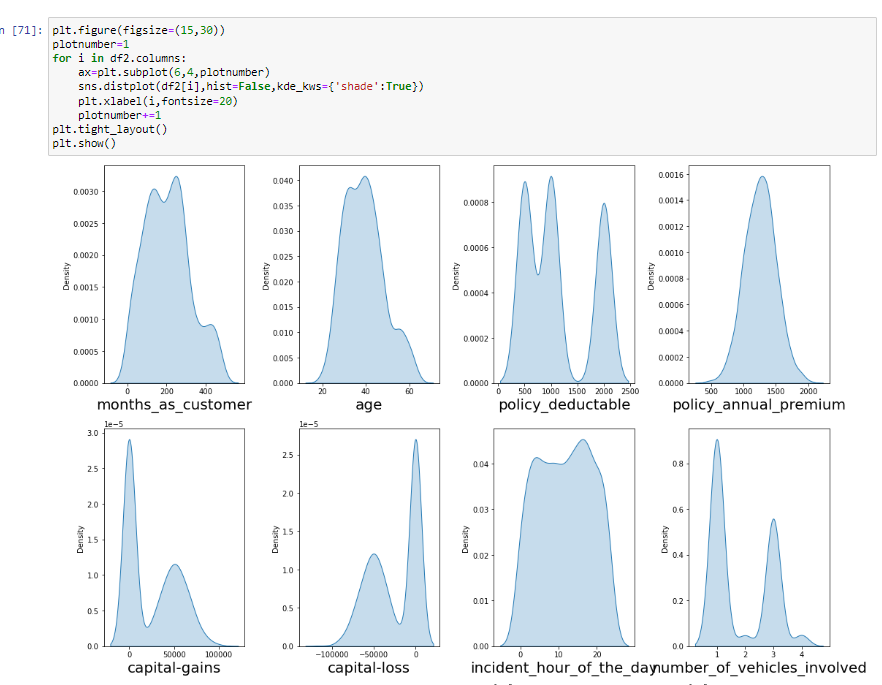 n [71]: plt.figure(figsize=(15,30))
plotnumber=1
for i in df2.columns:
    ax=plt.subplot(6,4,plotnumber)
    sns.distplot(df2[i],hist=False,kde_kws={'shade':True})
    plt.xlabel(i,fontsize=20)
    plotnumber+=1
plt.tight_layout()
plt.show()
0.0030
0.0025
0.0020
0.0015
0.0010
0.0005
0.0000
Density
0 200 400
months_as_customer
0.040
0.035
0.030
0.025
0.020
0.015
0.010
0.005
0.000
Density
20 40 60
age
0.0008
0.0006
0.0004
0.0002
0.0000
Density
0 500 1000 1500 2000 2500
policy_deductable
0.0016
0.0014
0.0012
0.0010
0.0008
0.0006
0.0004
0.0002
0.0000
Density
500 1000 1500 2000
policy_annual_premium
1e-5
3.0
2.5
2.0
1.5
1.0
0.5
0.0
Density
0 50000 100000
capital-gains
1e-5
2.5
2.0
1.5
1.0
0.5
0.0
Density
−100000 −50000 0
capital-loss
0.04
0.03
0.02
0.01
0.00
Density
0 10 20
incident_hour_of_the_day
0.8
0.6
0.4
0.2
0.0
Density
1 2 3 4
number_of_vehicles_involved